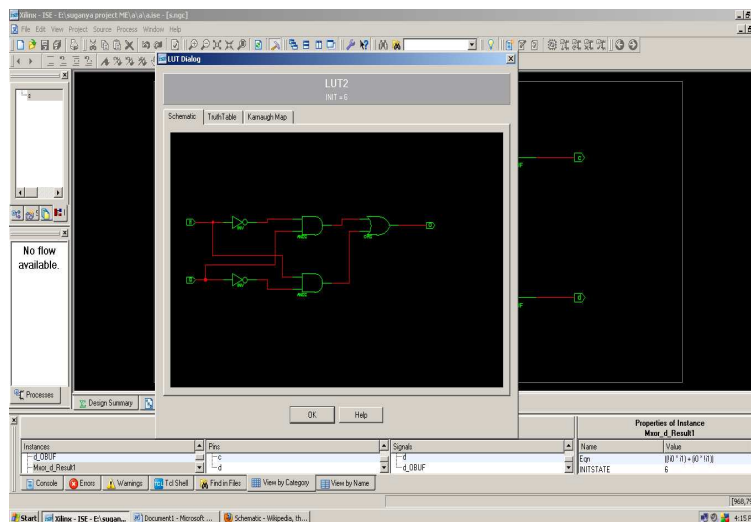 Xilinx - ISE - E:\suganya project ME\a\a\a.ise - [s.ngc]
File Edit View Project Source Process Window Help
LUT Dialog
LUT2
INIT = 6
Schematic TruthTable Karnaugh Map
s
c
d
No flow
available.
Processes
Design Summary
OK Help
Properties of Instance
Mxor_d_Result1
Instances Pins Signals Name Value
d_OBUF c d Eqn
Mxor_d_Result1 d d_OBUF INITSTATE 6
Console Errors Warnings Tcl Shell Find in Files View by Category View by Name
Start Xilinx - ISE - E:\sugan... Document1 - Microsoft ... Schematic - Wikipedia, th...